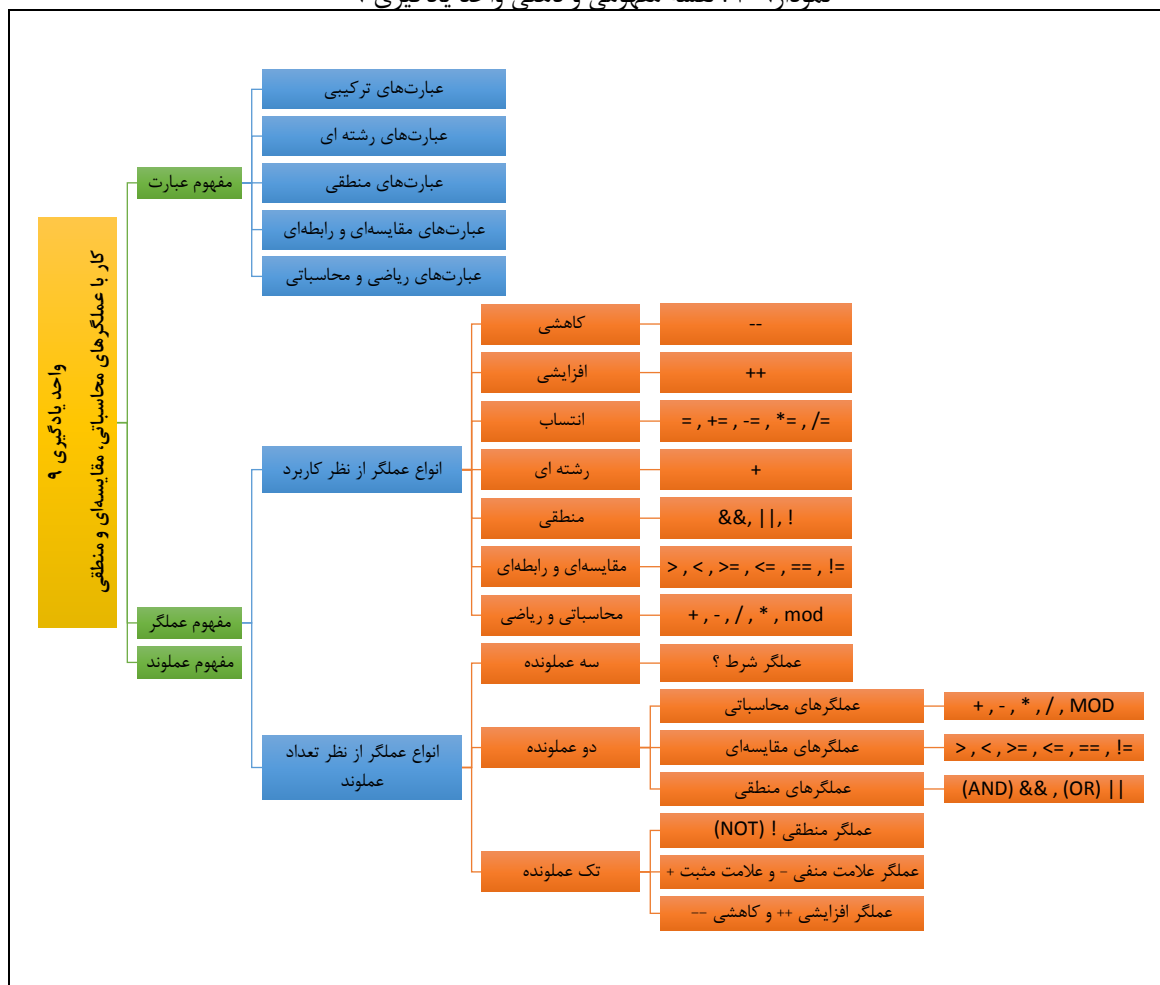 واحد یادگیری ۹
کار با عملگرهای محاسباتی، مقایسه‌ای و منطقی
مفهوم عبارت
عبارت‌های ترکیبی
عبارت‌های رشته ای
عبارت‌های منطقی
عبارت‌های مقایسه‌ای و رابطه‌ای
عبارت‌های ریاضی و محاسباتی
مفهوم عملگر
انواع عملگر از نظر کاربرد
کاهشی
--
افزایشی
++
انتساب
= , += , -= , *= , /=
رشته ای
+
منطقی
&&, ||, !
مقایسه‌ای و رابطه‌ای
> , < , >= , <= , == , !=
محاسباتی و ریاضی
+ , - , / , * , mod
انواع عملگر از نظر تعداد
عملوند
سه عملونده
عملگر شرط ؟
دو عملونده
عملگرهای محاسباتی
+ , - , * , / , MOD
عملگرهای مقایسه‌ای
> , < , >= , <= , == , !=
عملگرهای منطقی
(AND) && , (OR) ||
تک عملونده
عملگر منطقی ! (NOT)
عملگر علامت منفی - و علامت مثبت +
عملگر افزایشی ++ و کاهشی --
مفهوم عملوند